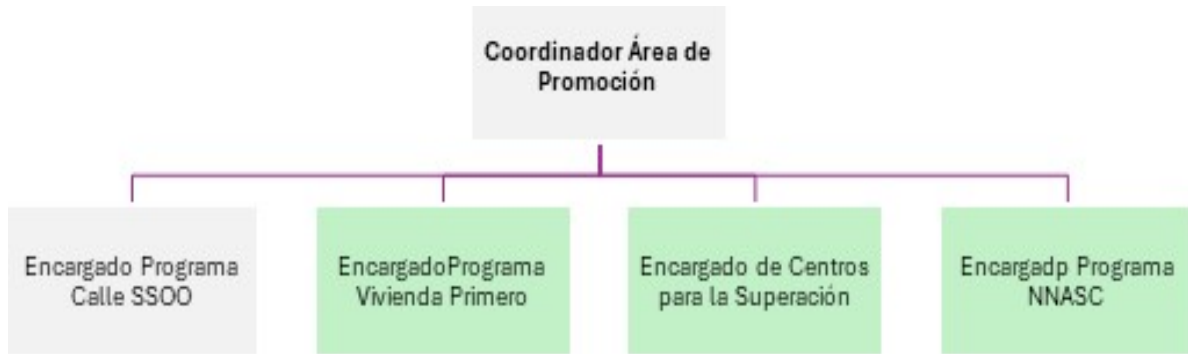 Coordinador Área de
Promoción
Encargado Programa
Calle SSOO
EncargadoPrograma
Vivienda Primero
Encargado de Centros
para la Superación
Encargadp Programa
NNASC